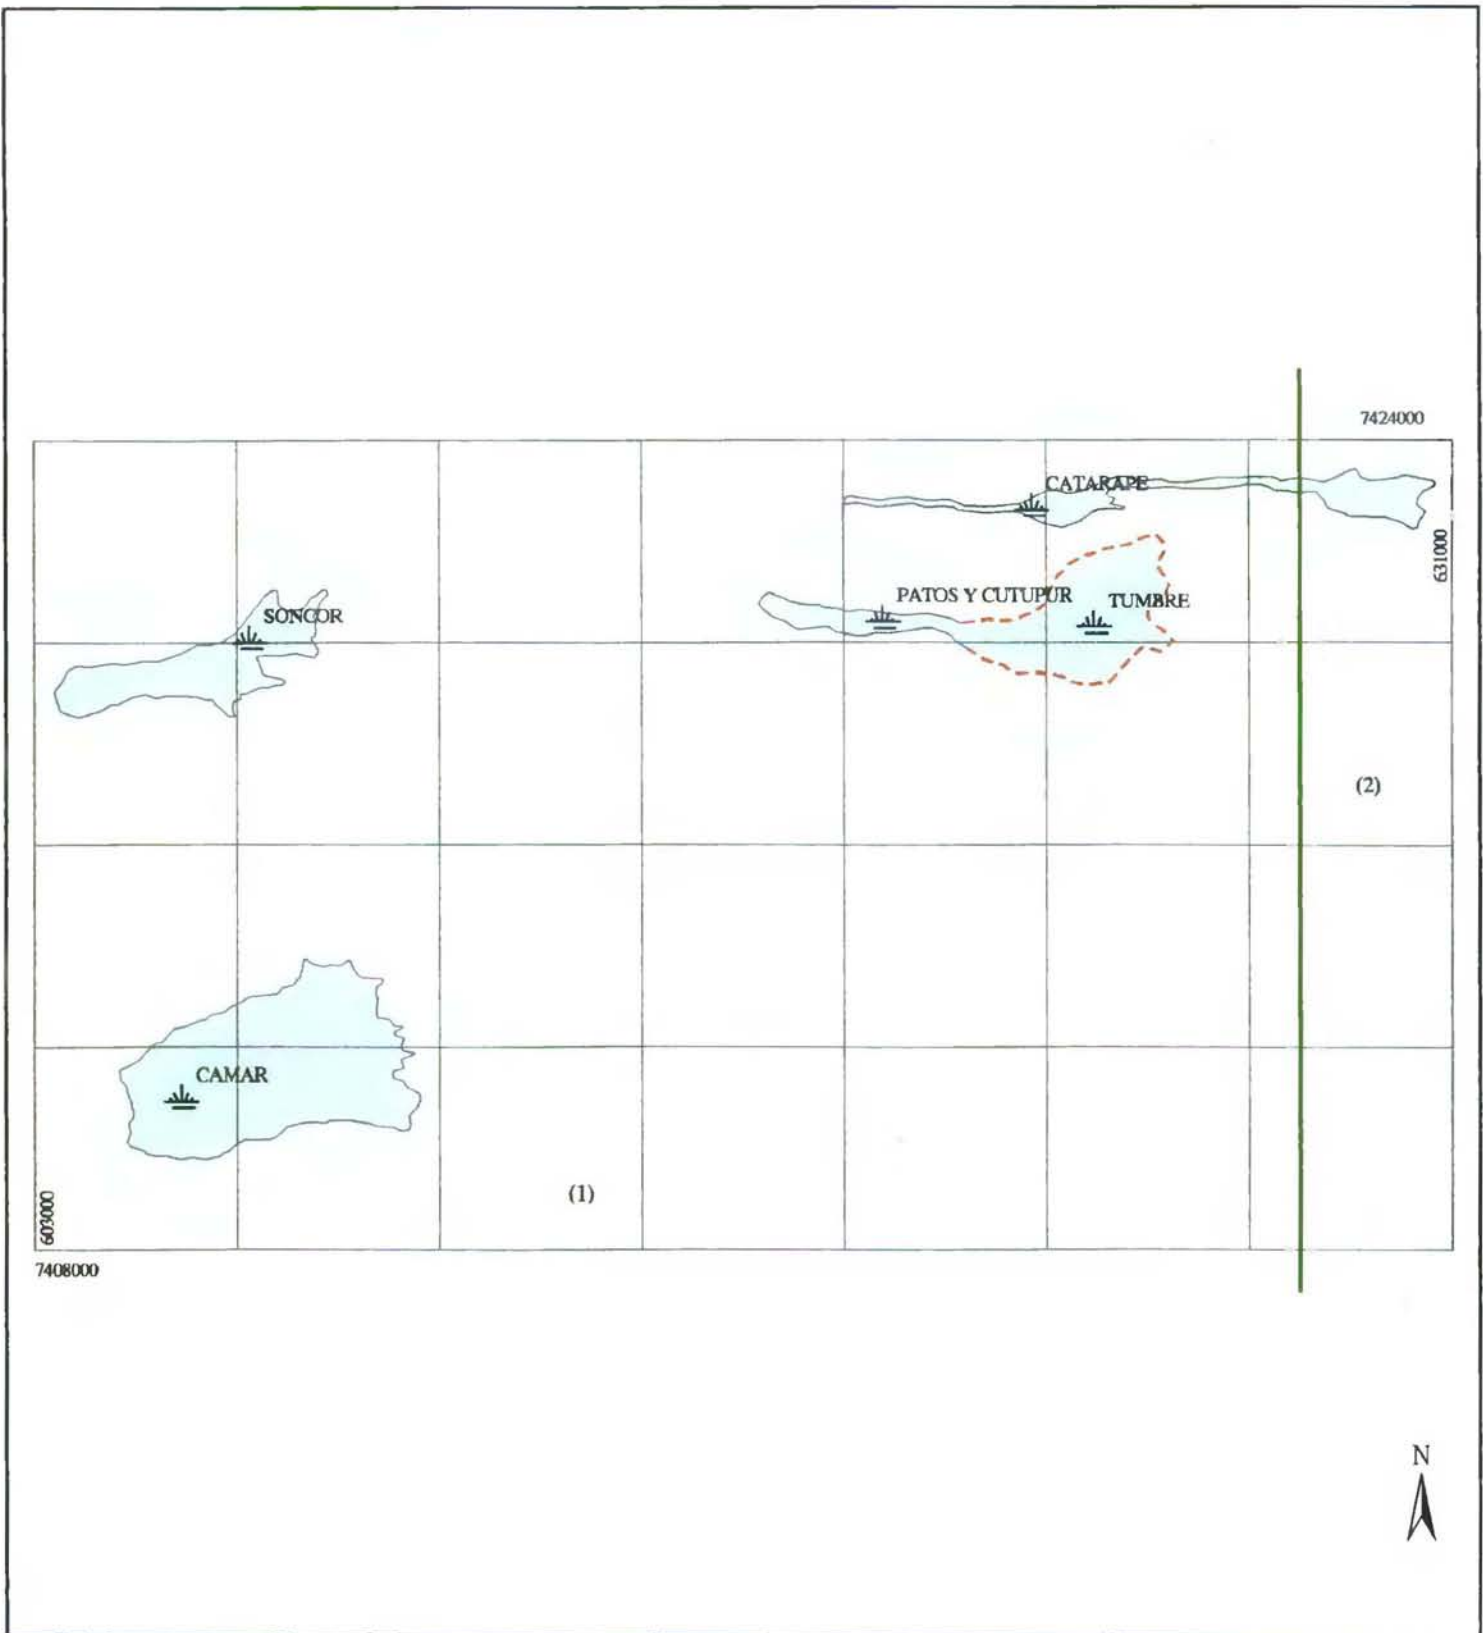 7424000
CATARAPE
631000
PATOS Y CUTUPUR
TUMBRE
SONCOR
(2)
CAMAR
(1)
603000
7408000
N